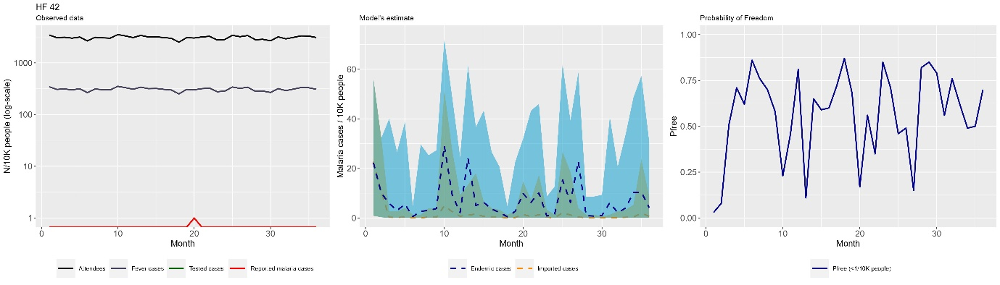 HF 42
Observed data
N/10K people (log-scale)
1000
100
10
1
0 10 20 30
Month
Attendees Fever cases Tested cases Reported malaria cases
Model's estimate
Malaria cases / 10K people
60
40
20
0
0 10 20 30
Month
Endemic cases Imported cases
Probability of Freedom
Pfree
1.00
0.75
0.50
0.25
0.00
0 10 20 30
Month
Pfree (<1/10K people)